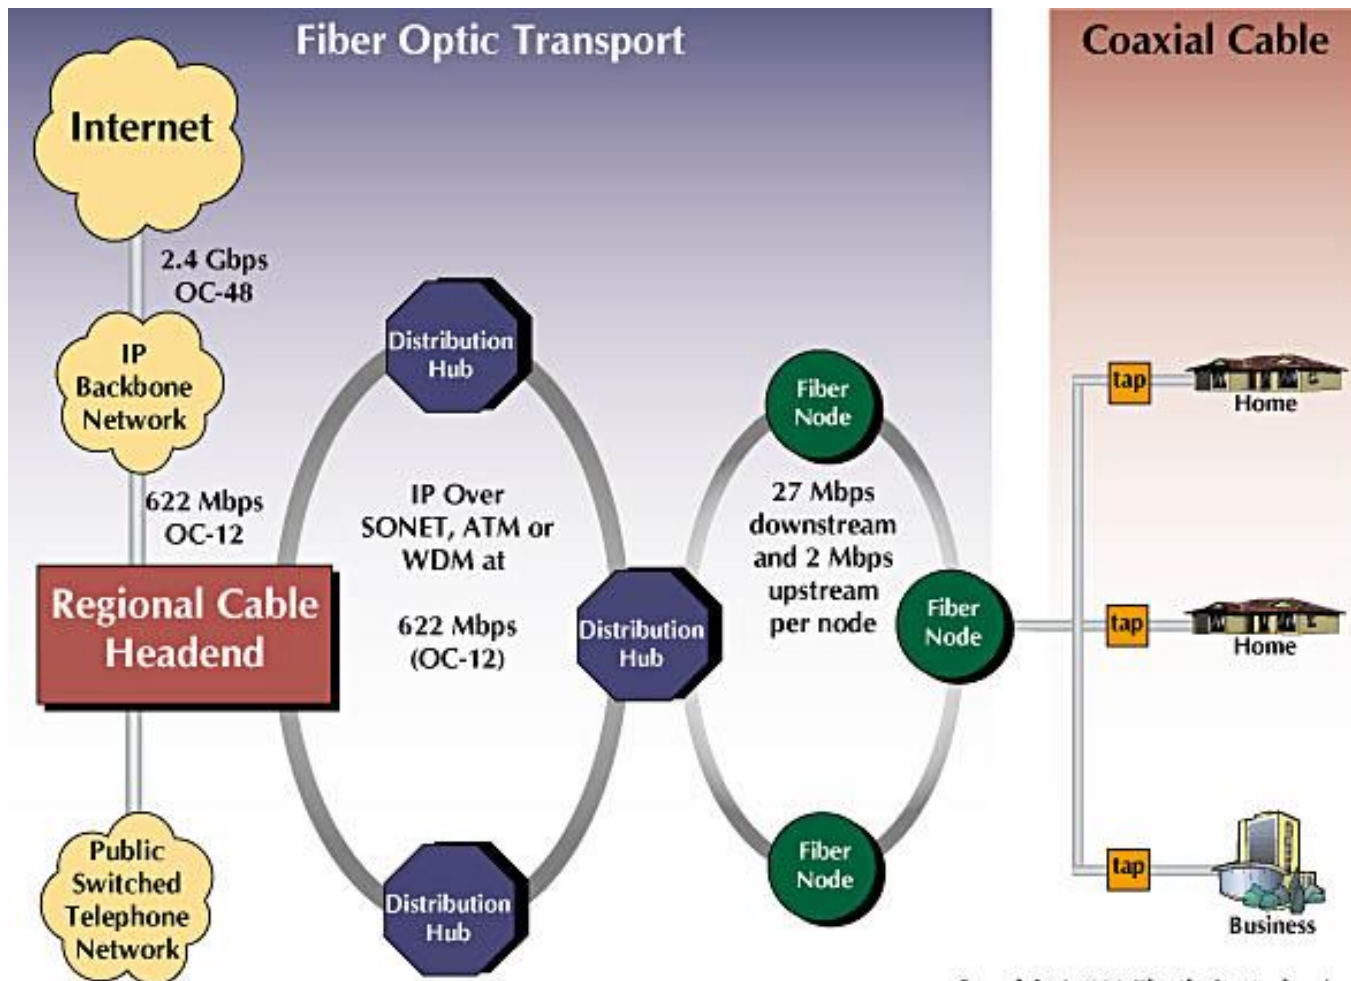 Fiber Optic Transport
Coaxial Cable
Internet
2.4 Gbps
OC-48
IP
Backbone
Network
622 Mbps
OC-12
Regional Cable
Headend
Public
Switched
Telephone
Network
Distribution
Hub
IP Over
SONET, ATM or
WDM at
622 Mbps
(OC-12)
Distribution
Hub
Distribution
Hub
Fiber
Node
27 Mbps
downstream
and 2 Mbps
upstream
per node
Fiber
Node
Fiber
Node
tap
Home
tap
Home
tap
Business